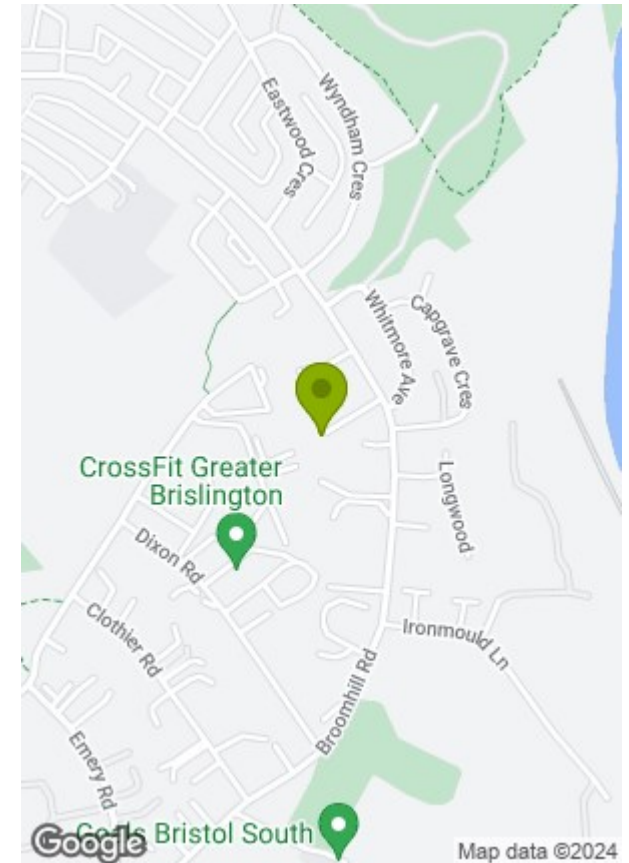 Eastwood Cres
Wyndham Cres
Whitmore Ave
Capgrave Cres
CrossFit Greater
Brislington
Longwood
Dixon Rd
Clothier Rd
Ironmould Ln
Broomhill Rd
Emery Rd
Google
Goals Bristol South
Map data ©2024